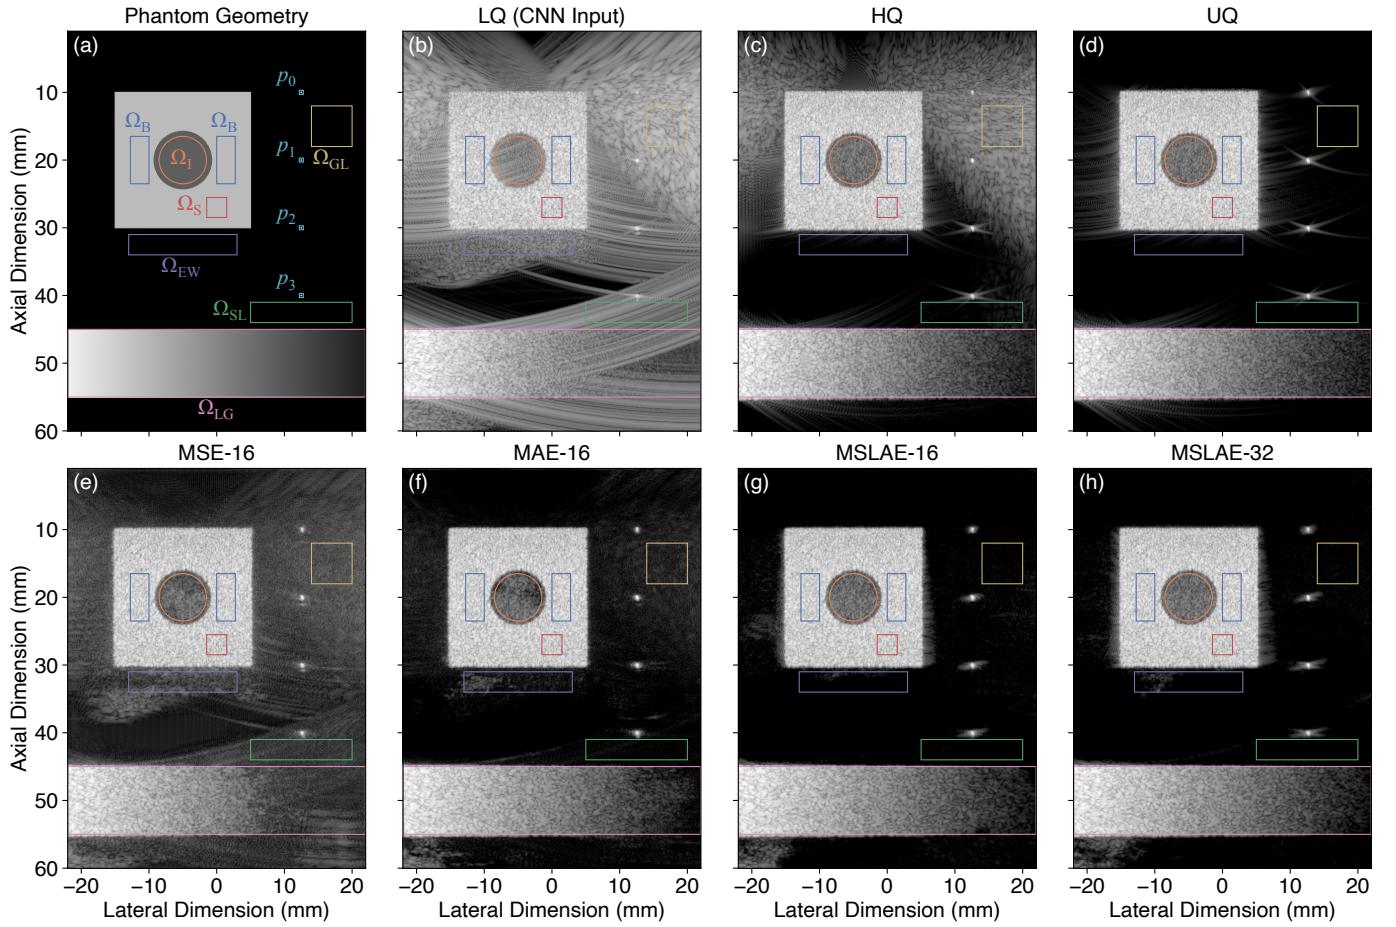 Phantom Geometry
LQ (CNN Input)
HQ
UQ
(a)
(b)
(c)
(d)
p0
ΩB
ΩB
p1
ΩI
ΩGL
ΩS
p2
ΩEW
p3
ΩSL
ΩLG
10
20
30
40
50
60
Axial Dimension (mm)
MSE-16
MAE-16
MSLAE-16
MSLAE-32
(e)
(f)
(g)
(h)
10
20
30
40
50
60
Axial Dimension (mm)
−20 −10 0 10 20
−20 −10 0 10 20
−20 −10 0 10 20
−20 −10 0 10 20
Lateral Dimension (mm)
Lateral Dimension (mm)
Lateral Dimension (mm)
Lateral Dimension (mm)